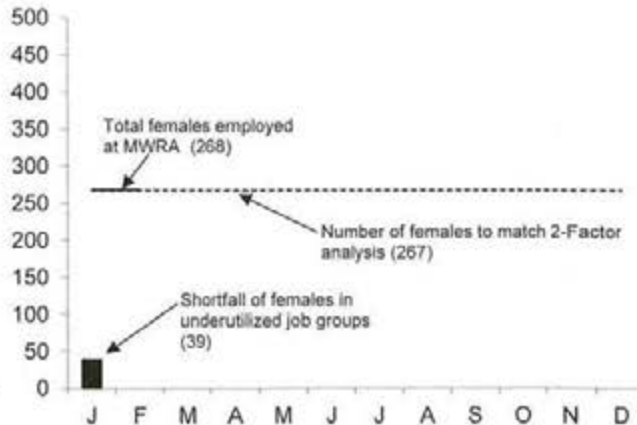 500
450
400
350
300
250
200
150
100
50
0
Total females employed
at MWRA (268)
Number of females to match 2-Factor
analysis (267)
Shortfall of females in
underutilized job groups
(39)
J F M A M J J A S O N D